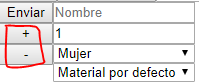 Enviar Nombre
+ 1
- Mujer
Material por defecto